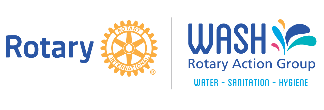 Rotary
WASH
Rotary Action Group
WATER - SANITATION - HYGIENE